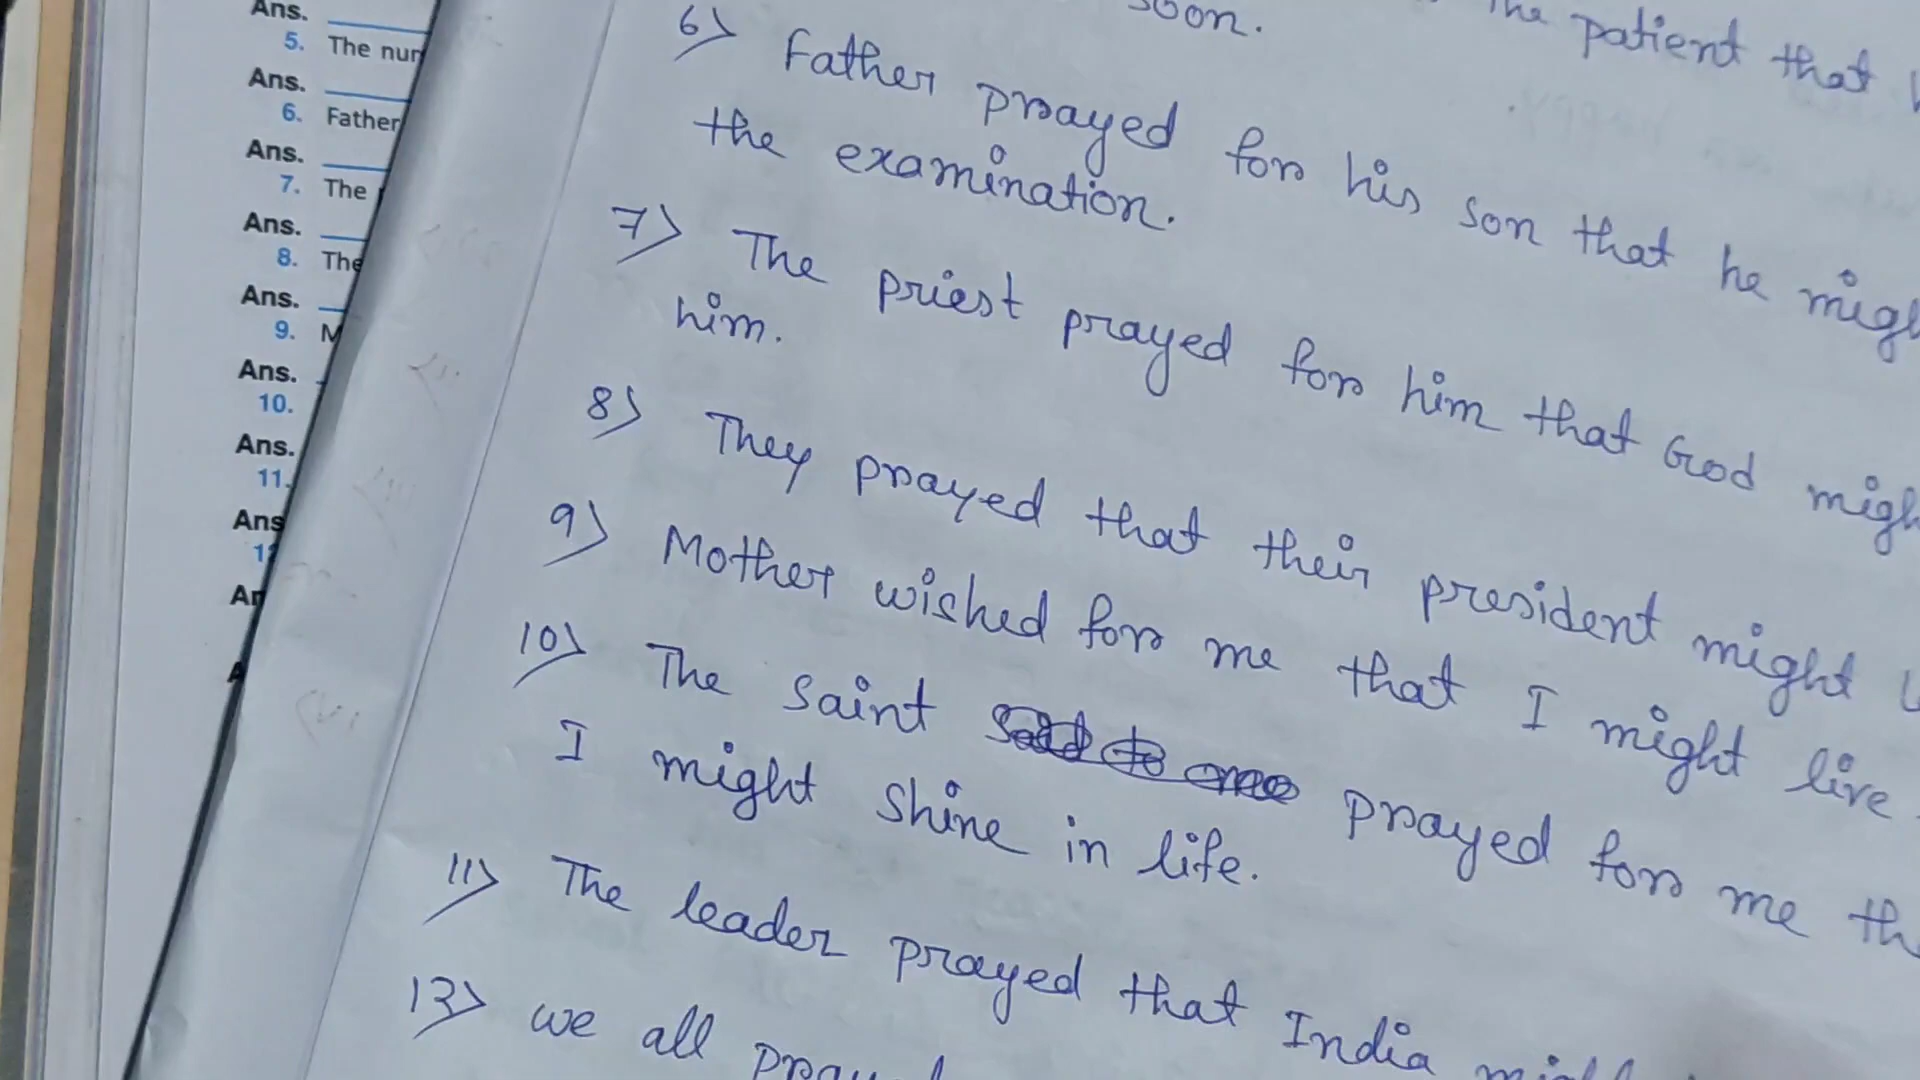 Ans.
5. The nur
Ans.
6. Father
Ans.
7. The
Ans.
8. The
Ans.
9. M
Ans.
10.
Ans.
11.
Ans
soon.
the patient that
6) Father prayed for his son that he migh
the examination.
7) The priest prayed for him that God migh
him.
8) They prayed that their president might
9) Mother wished for me that I might live
10) The saint said to me prayed for me th
I might shine in life.
11) The leader prayed that India
we all